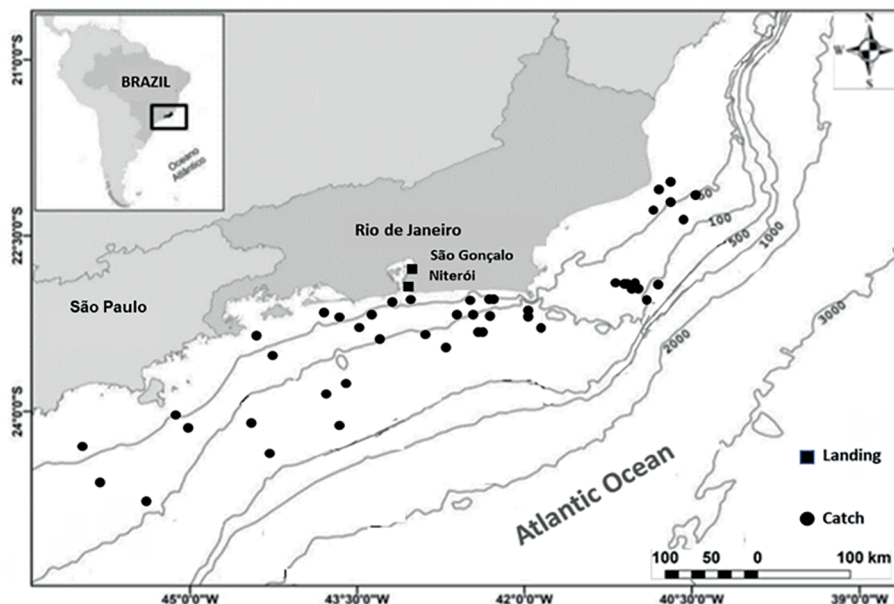 BRAZIL
Oceano
Atlântico
N
W
21°0'0"S
22°30'0"S
24°0'0"S
Rio de Janeiro
São Gonçalo
Niterói
São Paulo
50
100
500
1000
2000
3000
Atlantic Ocean
Landing
Catch
100 50 0 100 km
45°0'0"W 43°30'0"W 42°0'0"W 40°30'0"W 39°0'0"W